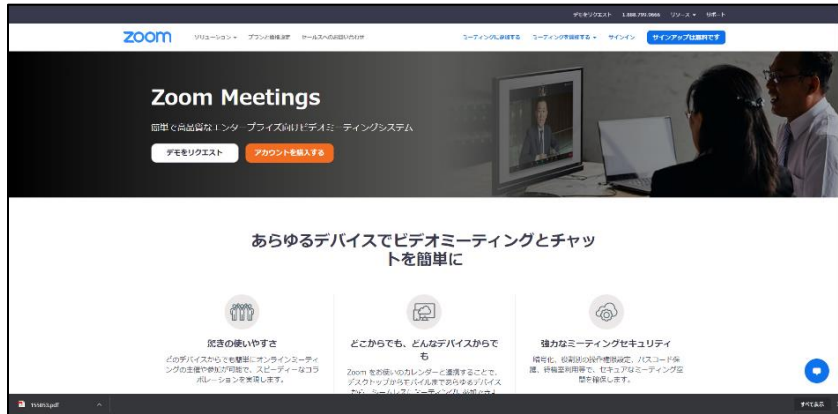 デモをリクエスト 1.888.799.9666 リソース サポート
zoom ソリューション プランと価格設定 セールスへのお問い合わせ ミーティングに参加する ミーティングを開催する サインイン サインアップは無料です
Zoom Meetings
簡単で高品質なエンタープライズ向けビデオミーティングシステム
デモをリクエスト アカウントを購入する
あらゆるデバイスでビデオミーティングとチャッ
トを簡単に
驚きの使いやすさ
どのデバイスからでも簡単にオンラインミーティ
ングの主催や参加が可能で、スピーディーなコラ
ボレーションを実現します。
どこからでも、どんなデバイスからで
も
Zoom をお使いのカレンダーと連携することで、
デスクトップからモバイルまであらゆるデバイス
から、シームレスにミーティングに
強力なミーティングセキュリティ
暗号化、役割別の操作権限設定、パスコード保
護、待機室利用等で、セキュアなミーティング空
間を確保します。
すべて表示